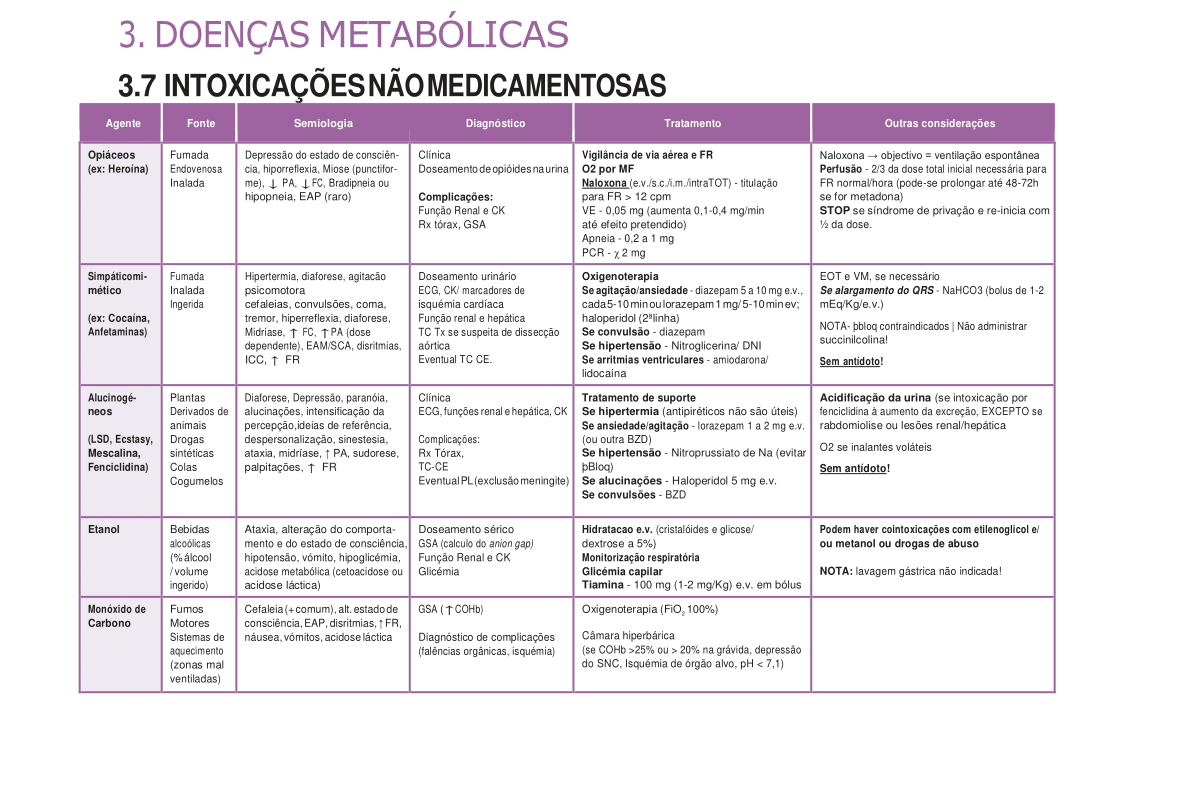 3. DOENÇAS METABÓLICAS
3.7 INTOXICAÇÕES NÃO MEDICAMENTOSAS
Agente
Fonte
Semiologia
Diagnóstico
Tratamento
Outras considerações
Opiáceos
(ex: Heroína)
Fumada
Endovenosa
Inalada
Depressão do estado de consciên-
cia, hiporreflexia, Miose (punctifor-
me), ↓ PA, ↓ FC, Bradipneia ou
hipopneia, EAP (raro)
Clínica
Doseamento de opióides na urina
Complicações:
Função Renal e CK
Rx tórax, GSA
Vigilância de via aérea e FR
O2 por MF
Naloxona (e.v./s.c./i.m./intraTOT) - titulação
para FR > 12 cpm
VE - 0,05 mg (aumenta 0,1-0,4 mg/min
até efeito pretendido)
Apneia - 0,2 a 1 mg
PCR - χ 2 mg
Naloxona → objectivo = ventilação espontânea
Perfusão - 2/3 da dose total inicial necessária para
FR normal/hora (pode-se prolongar até 48-72h
se for metadona)
STOP se síndrome de privação e re-inicia com
½ da dose.
Simpáticomi-
mético
(ex: Cocaína,
Anfetaminas)
Fumada
Inalada
Ingerida
Hipertermia, diaforese, agitação
psicomotora
cefaleias, convulsões, coma,
tremor, hiperreflexia, diaforese,
Midríase, ↑ FC, ↑ PA (dose
dependente), EAM/SCA, disritmias,
ICC, ↑ FR
Doseamento urinário
ECG, CK/ marcadores de
isquémia cardíaca
Função renal e hepática
TC Tx se suspeita de dissecção
aórtica
Eventual TC CE.
Oxigenoterapia
Se agitação/ansiedade - diazepam 5 a 10 mg e.v.,
cada 5-10 min ou lorazepam 1 mg/ 5-10 min ev;
haloperidol (2ªlinha)
Se convulsão - diazepam
Se hipertensão - Nitroglicerina/ DNI
Se arritmias ventriculares - amiodarona/
lidocaína
EOT e VM, se necessário
Se alargamento do QRS - NaHCO3 (bolus de 1-2
mEq/Kg/e.v.)
NOTA- þbloq contraindicados | Não administrar
succinilcolina!
Sem antídoto!
Alucinogé-
neos
(LSD, Ecstasy,
Mescalina,
Fenciclidina)
Plantas
Derivados de
animais
Drogas
sintéticas
Colas
Cogumelos
Diaforese, Depressão, paranóia,
alucinações, intensificação da
percepção,ideias de referência,
despersonalização, sinestesia,
ataxia, midríase, ↑ PA, sudorese,
palpitações, ↑ FR
Clínica
ECG, funções renal e hepática, CK
Complicações:
Rx Tórax,
TC-CE
Eventual PL (exclusão meningite)
Tratamento de suporte
Se hipertermia (antipiréticos não são úteis)
Se ansiedade/agitação - lorazepam 1 a 2 mg e.v.
(ou outra BZD)
Se hipertensão - Nitroprussiato de Na (evitar
þBloq)
Se alucinações - Haloperidol 5 mg e.v.
Se convulsões - BZD
Acidificação da urina (se intoxicação por
fenciclidina à aumento da excreção, EXCEPTO se
rabdomiolise ou lesões renal/hepática
O2 se inalantes voláteis
Sem antídoto!
Etanol
Bebidas
alcoólicas
(% álcool
/ volume
ingerido)
Ataxia, alteração do comporta-
mento e do estado de consciência,
hipotensão, vómito, hipoglicémia,
acidose metabólica (cetoacidose ou
acidose láctica)
Doseamento sérico
GSA (calculo do anion gap)
Função Renal e CK
Glicémia
Hidratacao e.v. (cristalóides e glicose/
dextrose a 5%)
Monitorização respiratória
Glicémia capilar
Tiamina - 100 mg (1-2 mg/Kg) e.v. em bólus
Podem haver cointoxicações com etilenoglicol e/
ou metanol ou drogas de abuso
NOTA: lavagem gástrica não indicada!
Monóxido de
Carbono
Fumos
Motores
Sistemas de
aquecimento
(zonas mal
ventiladas)
Cefaleia (+ comum), alt. estado de
consciência, EAP, disritmias, ↑ FR,
náusea, vómitos, acidose láctica
GSA ( ↑ COHb)
Diagnóstico de complicações
(falências orgânicas, isquémia)
Oxigenoterapia (FiO2 100%)
Câmara hiperbárica
(se COHb >25% ou > 20% na grávida, depressão
do SNC, Isquémia de órgão alvo, pH < 7,1)